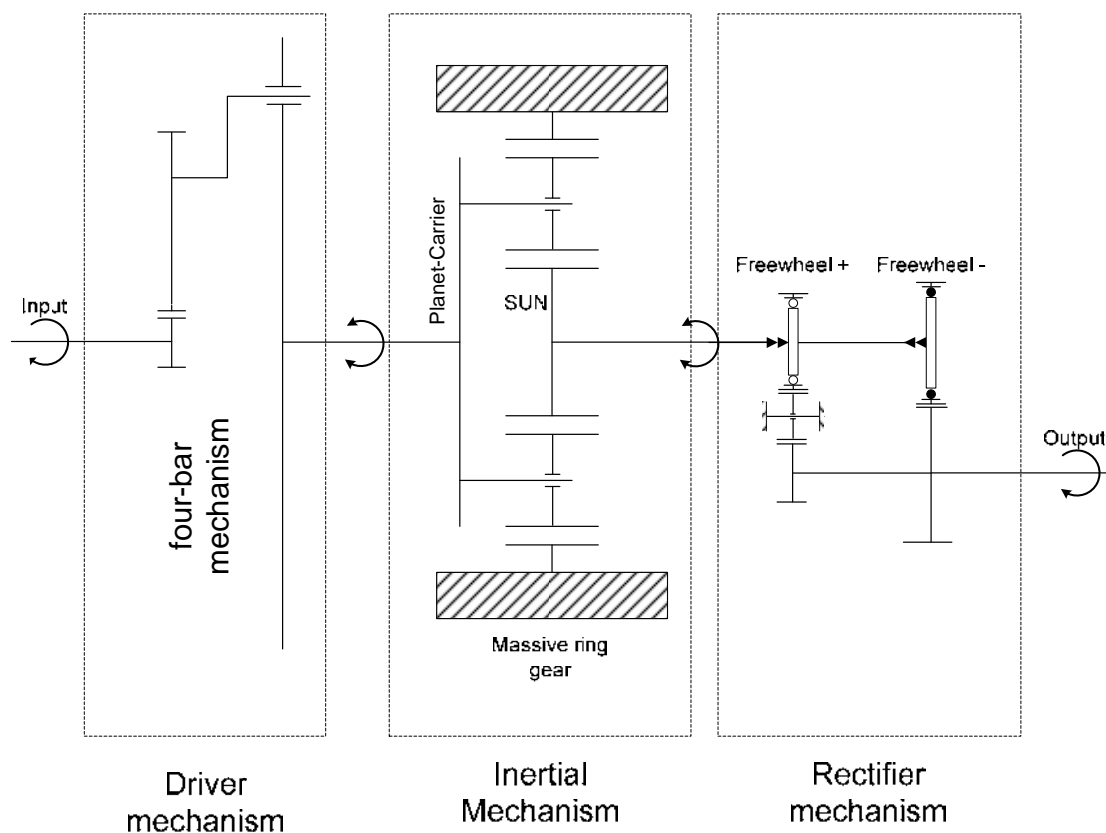 Input
four-bar
mechanism
Planet-Carrier
SUN
Massive ring
gear
Freewheel +
Freewheel -
Output
Driver
mechanism
Inertial
Mechanism
Rectifier
mechanism